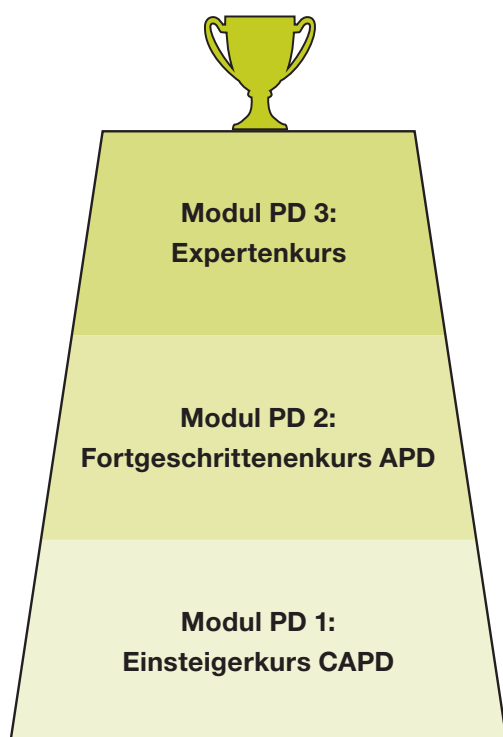 Modul PD 3:
Expertenkurs
Modul PD 2:
Fortgeschrittenenkurs APD
Modul PD 1:
Einsteigerkurs CAPD